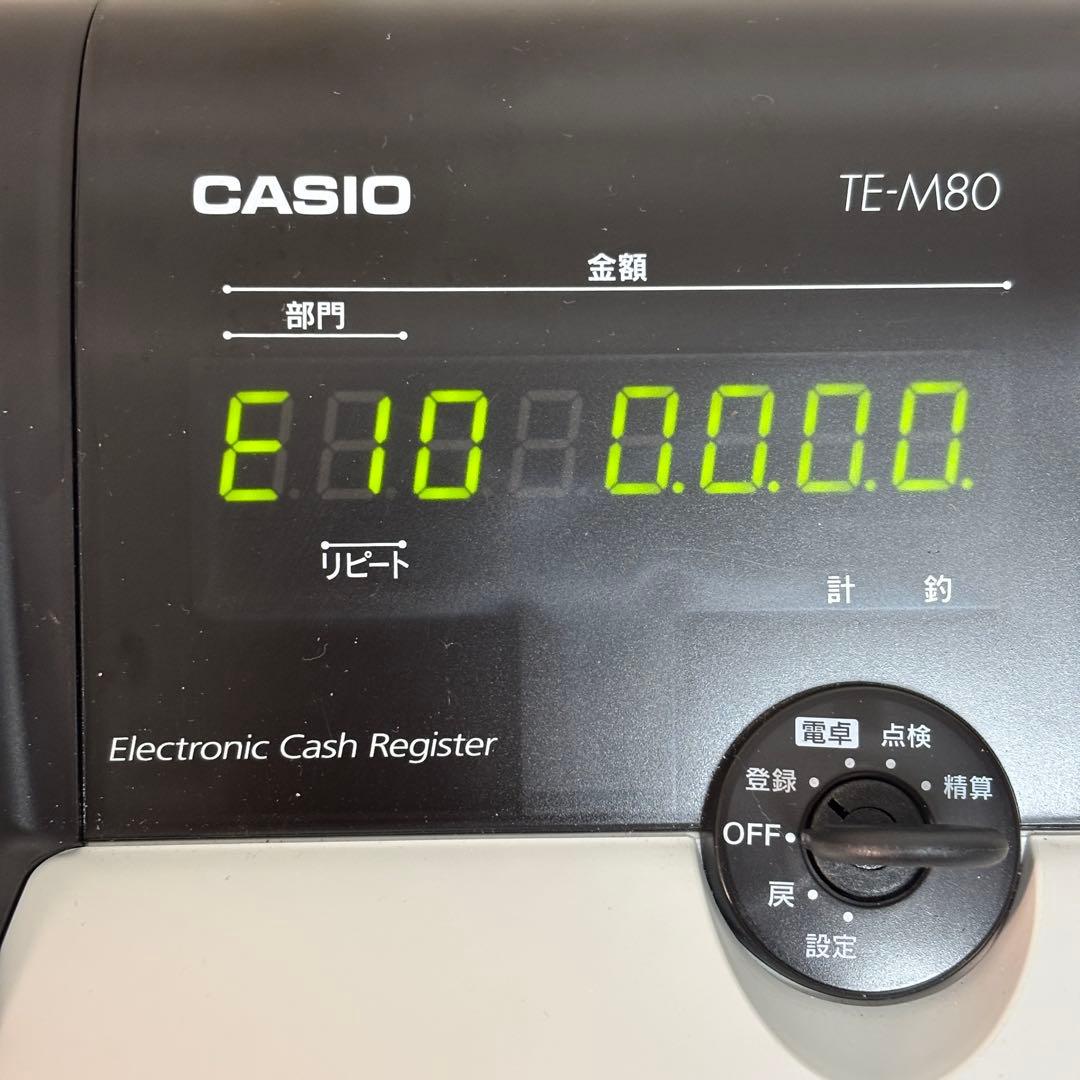 CASIO
TE-M80
金額
部門
E 10 0.0.0.0.
リピート
計 釣
Electronic Cash Register
電卓 点検
登録 精算
OFF
戻
設定